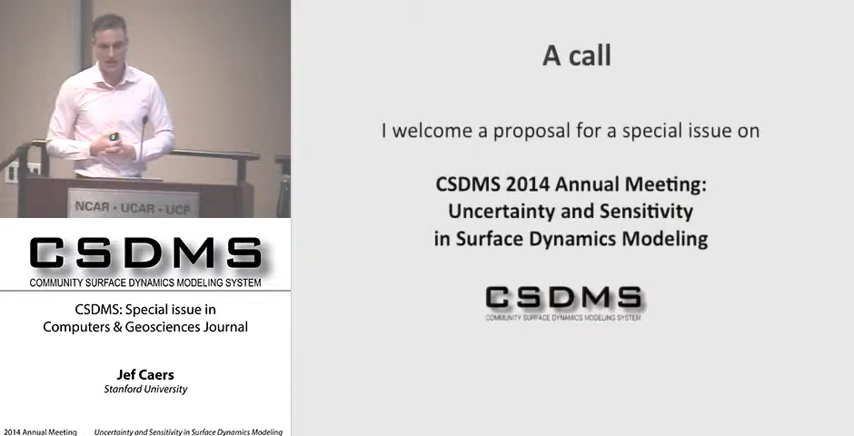 NCAR • UCAR • UCP
CSDMS
COMMUNITY SURFACE DYNAMICS MODELING SYSTEM
CSDMS: Special issue in
Computers & Geosciences Journal
Jef Caers
Stanford University
2014 Annual Meeting Uncertainty and Sensitivity in Surface Dynamics Modeling
A call
I welcome a proposal for a special issue on
CSDMS 2014 Annual Meeting:
Uncertainty and Sensitivity
in Surface Dynamics Modeling
CSDMS
COMMUNITY SURFACE DYNAMICS MODELING SYSTEM